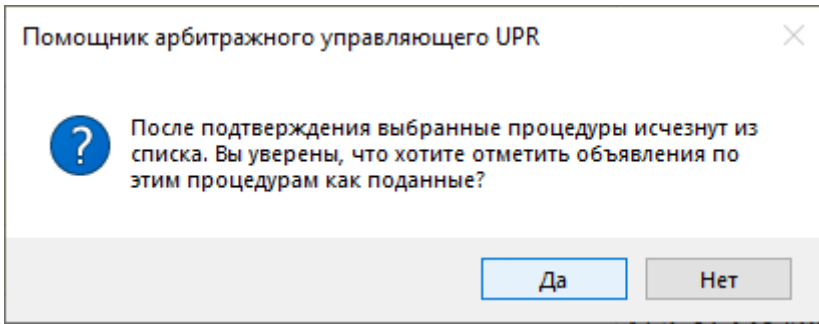 Помощник арбитражного управляющего UPR
После подтверждения выбранные процедуры исчезнут из
списка. Вы уверены, что хотите отметить объявления по
этим процедурам как поданные?
Да
Нет